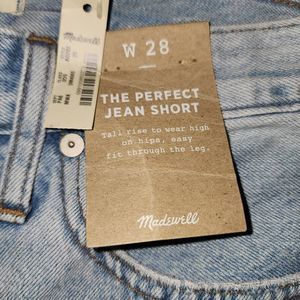 Madewell
W 28
THE PERFECT
JEAN SHORT
Tall rise to wear high
on hips, easy
fit through the leg.
Madewell